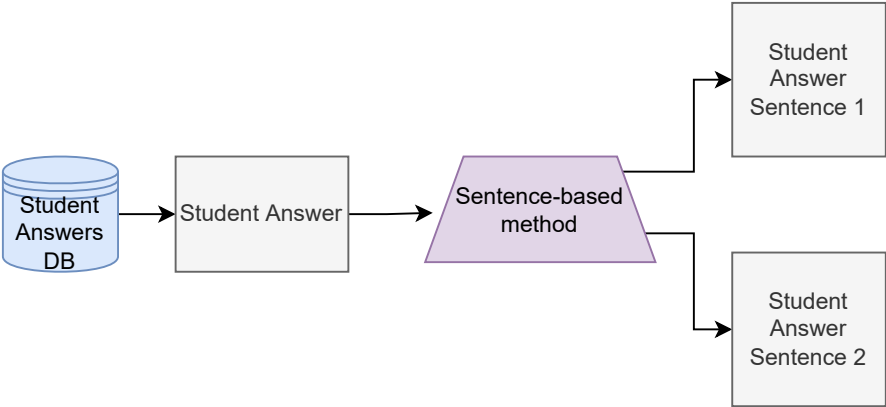 Student
Answers
DB
Student Answer
Sentence-based
method
Student
Answer
Sentence 1
Student
Answer
Sentence 2